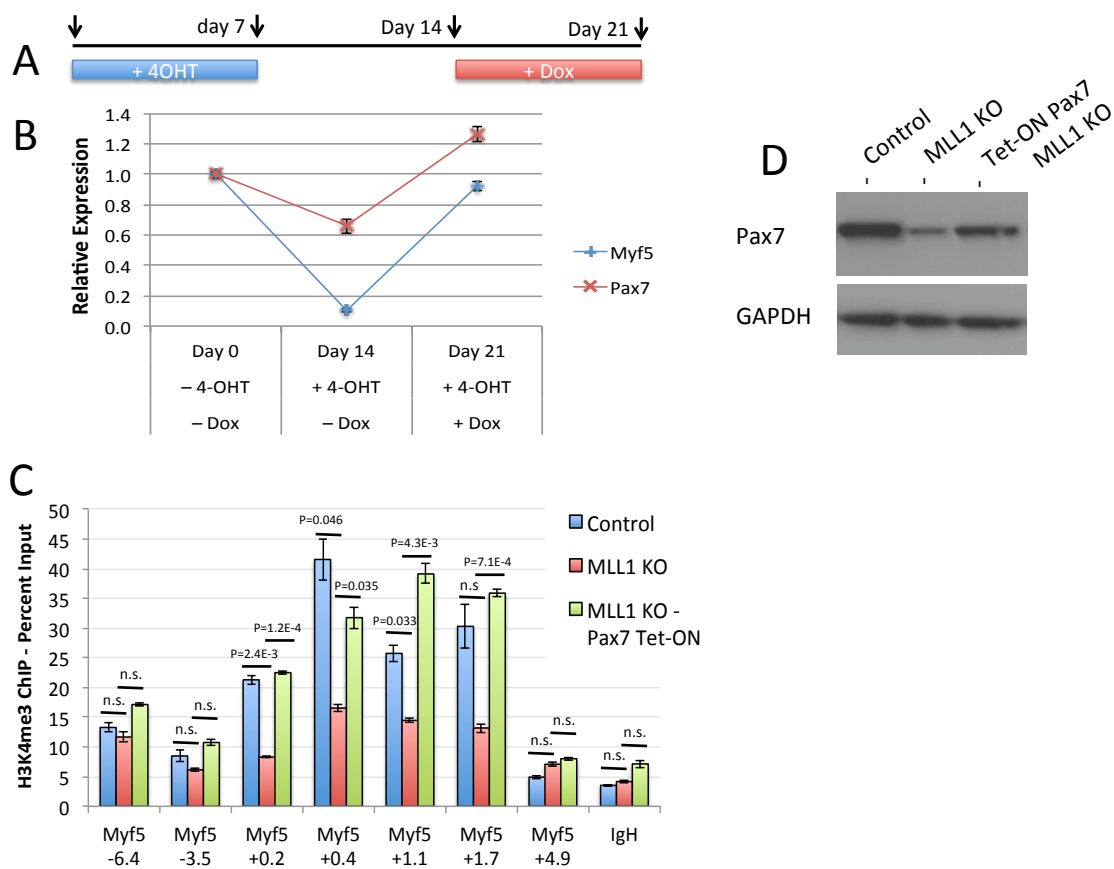 A
day 7
Day 14
Day 21
+ 4OHT
+ Dox
B
Relative Expression
1.4
1.2
1.0
0.8
0.6
0.4
0.2
0.0
Day 0
Day 14
Day 21
– 4-OHT
+ 4-OHT
+ 4-OHT
– Dox
– Dox
+ Dox
Myf5
Pax7
D
Control
MLL1 KO
Tet-ON Pax7
MLL1 KO
Pax7
GAPDH
C
H3K4me3 ChIP - Percent Input
50
45
40
35
30
25
20
15
10
5
0
n.s.
n.s.
n.s.
n.s.
P=2.4E-3
P=1.2E-4
P=0.046
P=0.035
P=0.033
P=4.3E-3
n.s
P=7.1E-4
n.s.
n.s.
n.s.
n.s.
Control
MLL1 KO
MLL1 KO -
Pax7 Tet-ON
Myf5
-6.4
Myf5
-3.5
Myf5
+0.2
Myf5
+0.4
Myf5
+1.1
Myf5
+1.7
Myf5
+4.9
IgH